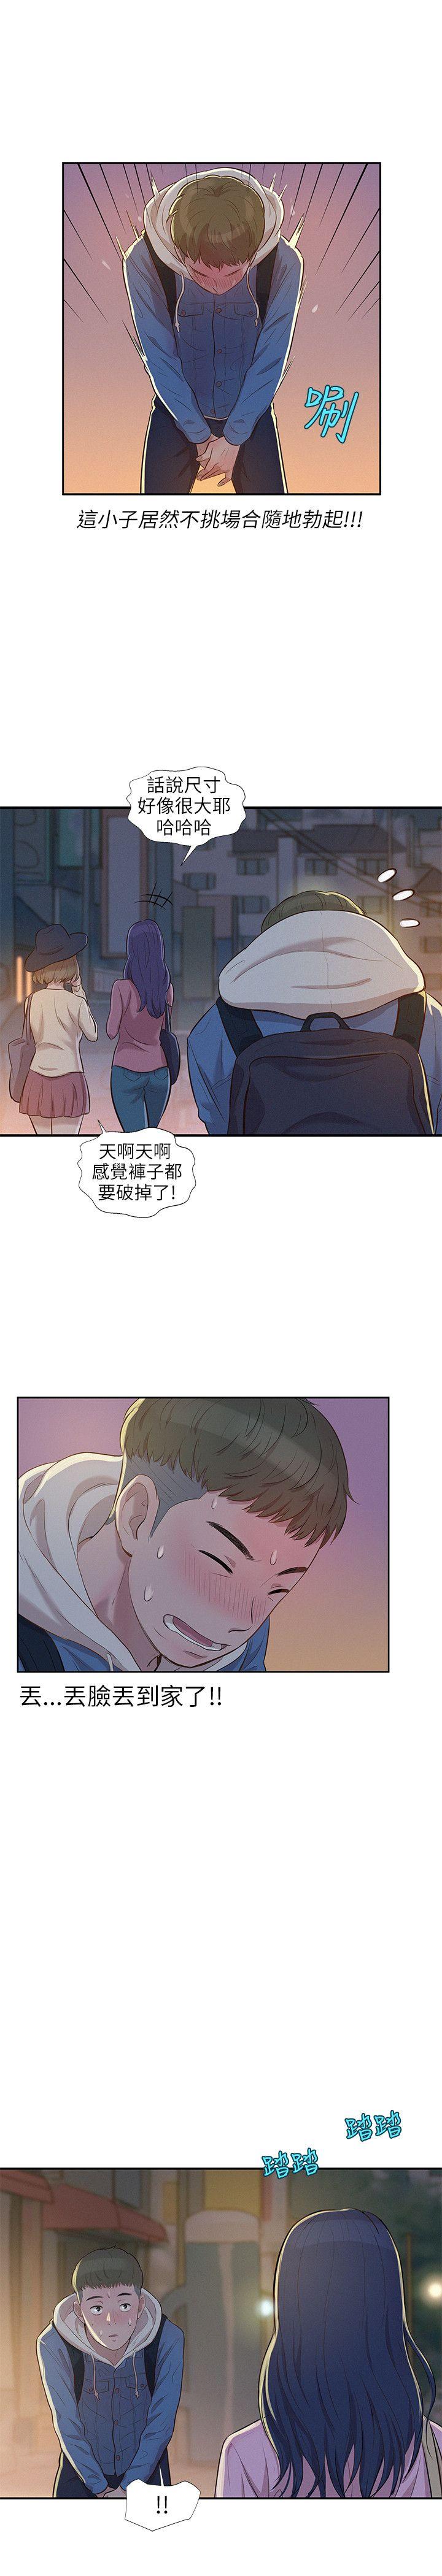 唰
這小子居然不挑場合隨地勃起!!!
話說尺寸
好像很大耶
哈哈哈
天啊天啊
感覺褲子都
要破掉了!
丟...丟臉丟到家了!!
踏踏
踏踏
!!